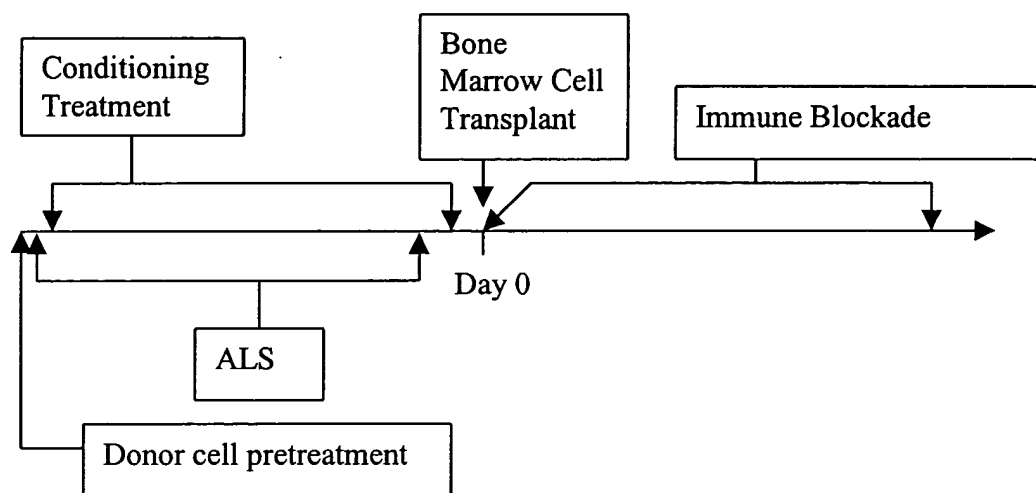 Conditioning
Treatment
Bone
Marrow Cell
Transplant
Immune Blockade
Day 0
ALS
Donor cell pretreatment